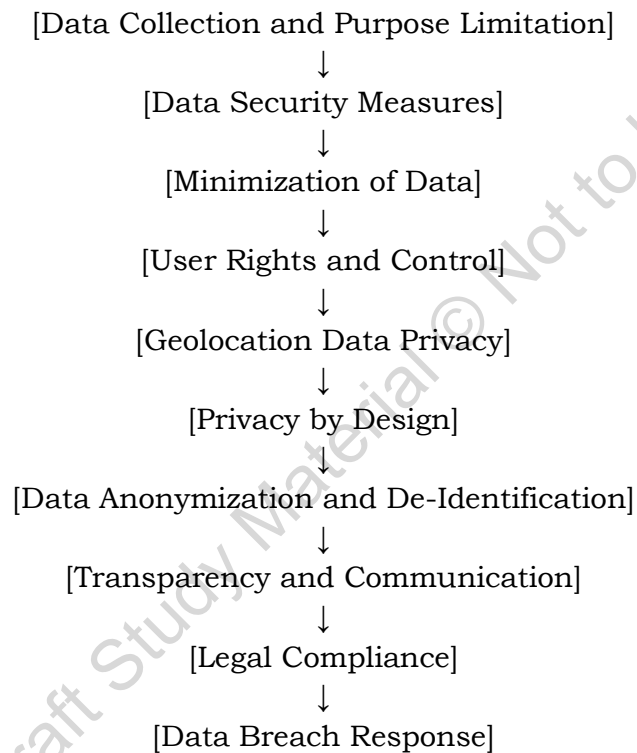 [Data Collection and Purpose Limitation]
↓
[Data Security Measures]
↓
[Minimization of Data]
↓
[User Rights and Control]
↓
[Geolocation Data Privacy]
↓
[Privacy by Design]
↓
[Data Anonymization and De-Identification]
↓
[Transparency and Communication]
↓
[Legal Compliance]
↓
[Data Breach Response]
Study Material © Not to